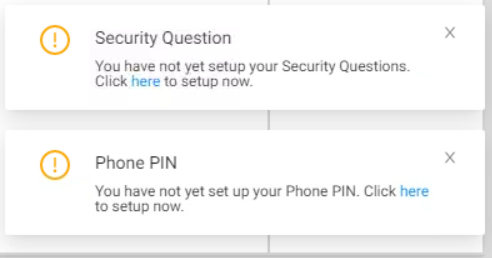 Security Question
X
You have not yet setup your Security Questions.
Click here to setup now.
Phone PIN
X
You have not yet set up your Phone PIN. Click here
to setup now.